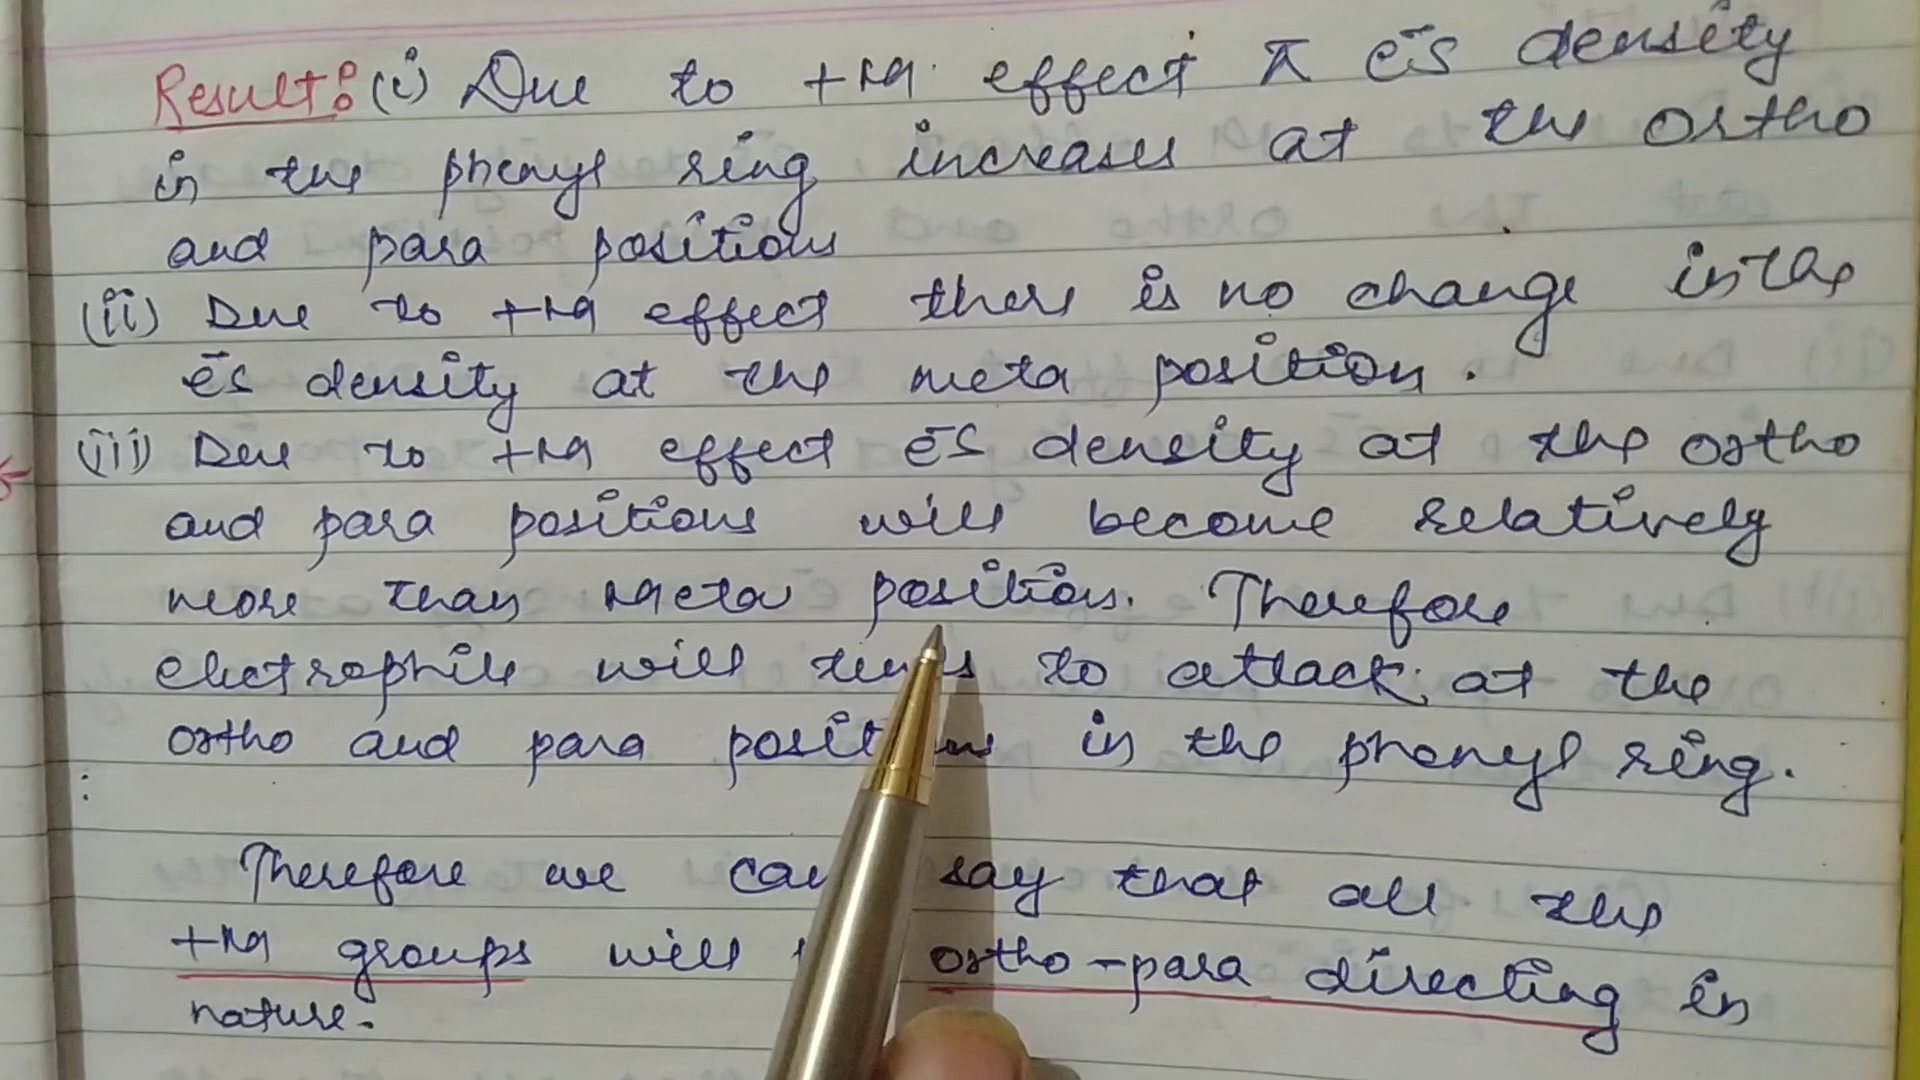 Result: (i) Due to +M effect π ēs density
in the phenyl ring increases at the ortho
and para positions
(ii) Due to +M effect there is no change in the
ēs density at the meta position.
(iii) Due to +M effect ēs density at the ortho
and para positions will become relatively
more than Meta position. Therefore
electrophile will tends to attack at the
ortho and para positions in the phenyl ring.
Therefore we can say that all the
+M groups will ortho-para directing in
nature.